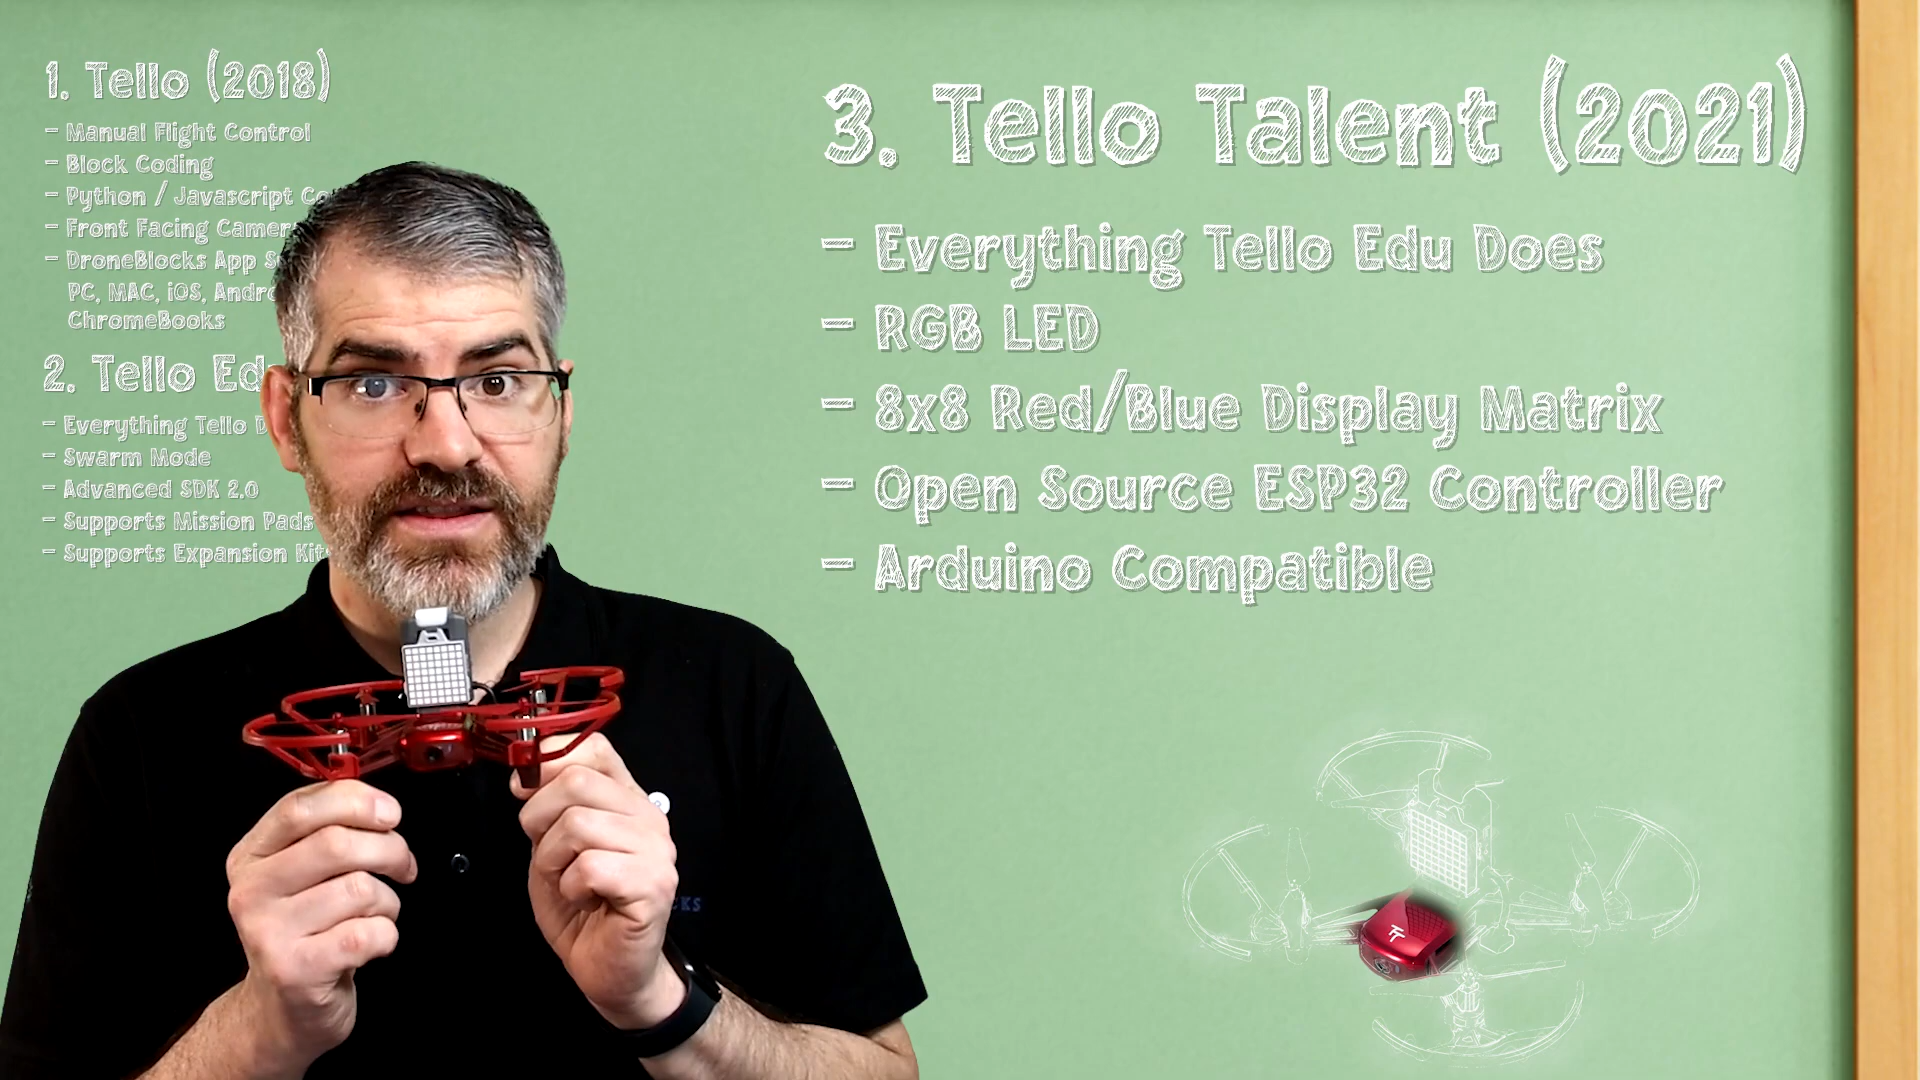 1. Tello (2018)
- Manual Flight Control
- Block Coding
- Python / Javascript
- Front Facing
- DroneBlocks App
PC, MAC, iOS,
ChromeBooks
2. Tello
- Everything Tello
- Swarm Mode
- Advanced SDK 2.0
- Supports Mission Pads
- Supports Expansion
3. Tello Talent (2021)
- Everything Tello Edu Does
- RGB LED
- 8x8 Red/Blue Display Matrix
- Open Source ESP32 Controller
- Arduino Compatible
TT